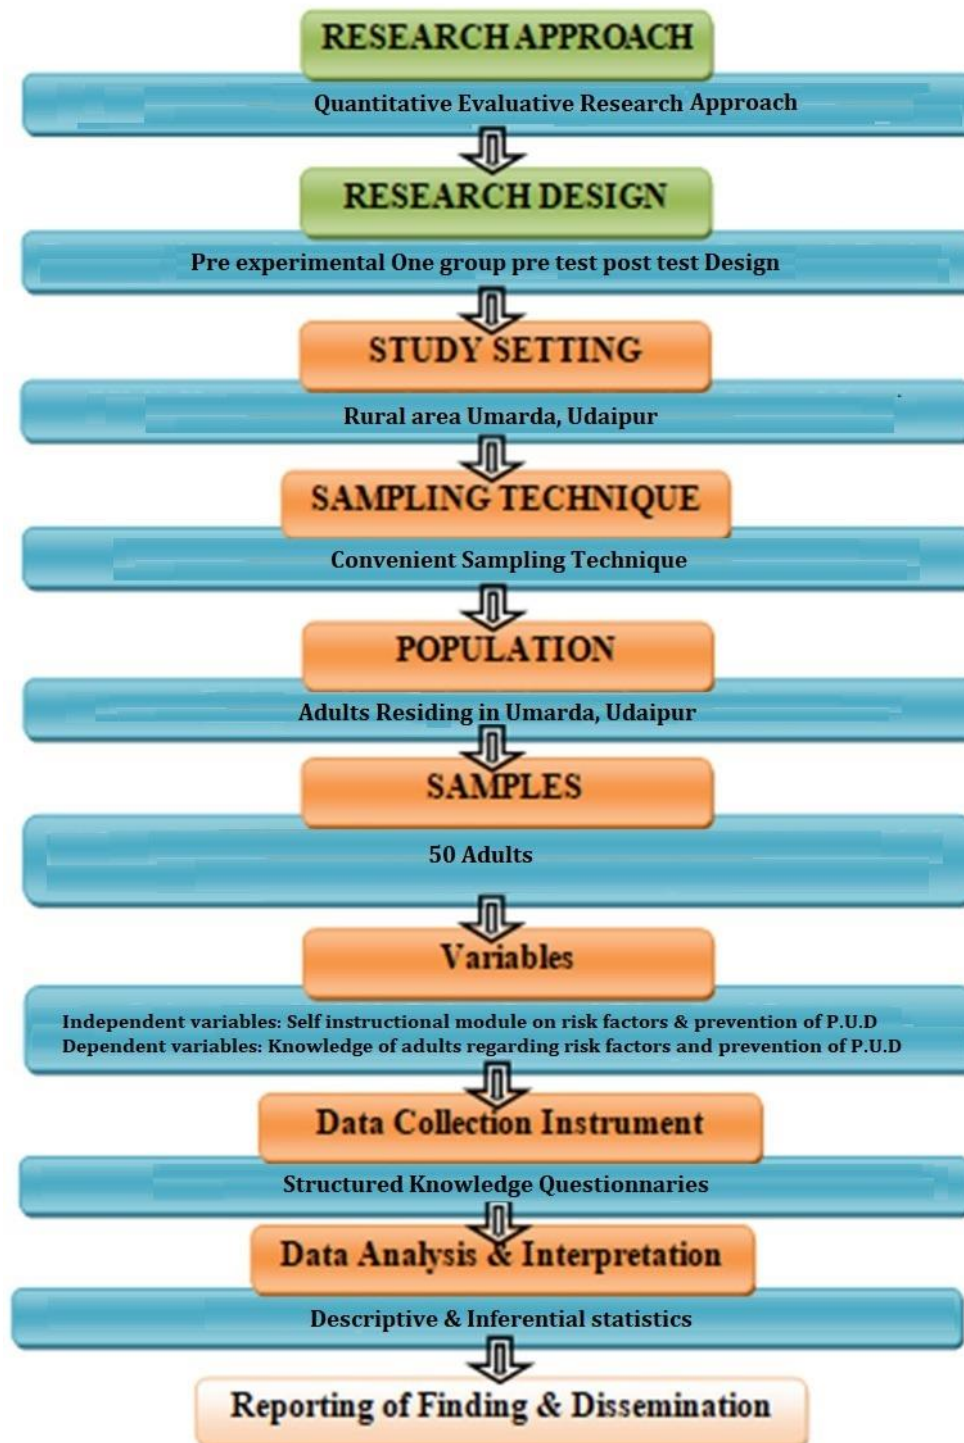 RESEARCH APPROACH
Quantitative Evaluative Research Approach
RESEARCH DESIGN
Pre experimental One group pre test post test Design
STUDY SETTING
Rural area Umarda, Udaipur
SAMPLING TECHNIQUE
Convenient Sampling Technique
POPULATION
Adults Residing in Umarda, Udaipur
SAMPLES
50 Adults
Variables
Independent variables: Self instructional module on risk factors & prevention of P.U.D
Dependent variables: Knowledge of adults regarding risk factors and prevention of P.U.D
Data Collection Instrument
Structured Knowledge Questionnaries
Data Analysis & Interpretation
Descriptive & Inferential statistics
Reporting of Finding & Dissemination